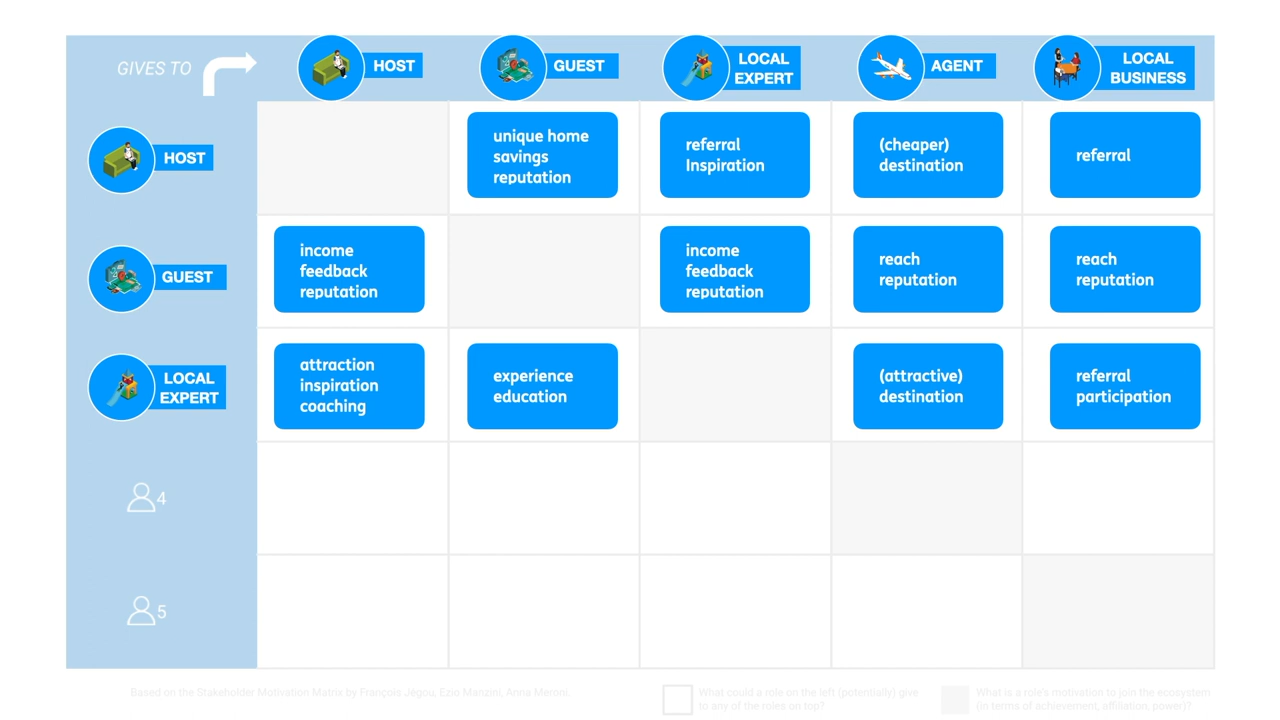 GIVES TO
HOST
GUEST
LOCAL
EXPERT
AGENT
LOCAL
BUSINESS
HOST
unique home
savings
reputation
referral
Inspiration
(cheaper)
destination
referral
GUEST
income
feedback
reputation
income
feedback
reputation
reach
reputation
reach
reputation
LOCAL
EXPERT
attraction
inspiration
coaching
experience
education
(attractive)
destination
referral
participation
4
5
Based on the Stakeholder Motivation Matrix by François Jégou, Ezio Manzini, Anna Meroni.
What could a role on the left (potentially) give
to any of the roles on top?
What is a role's motivation to join the ecosystem
(in terms of achievement, affiliation, power)?